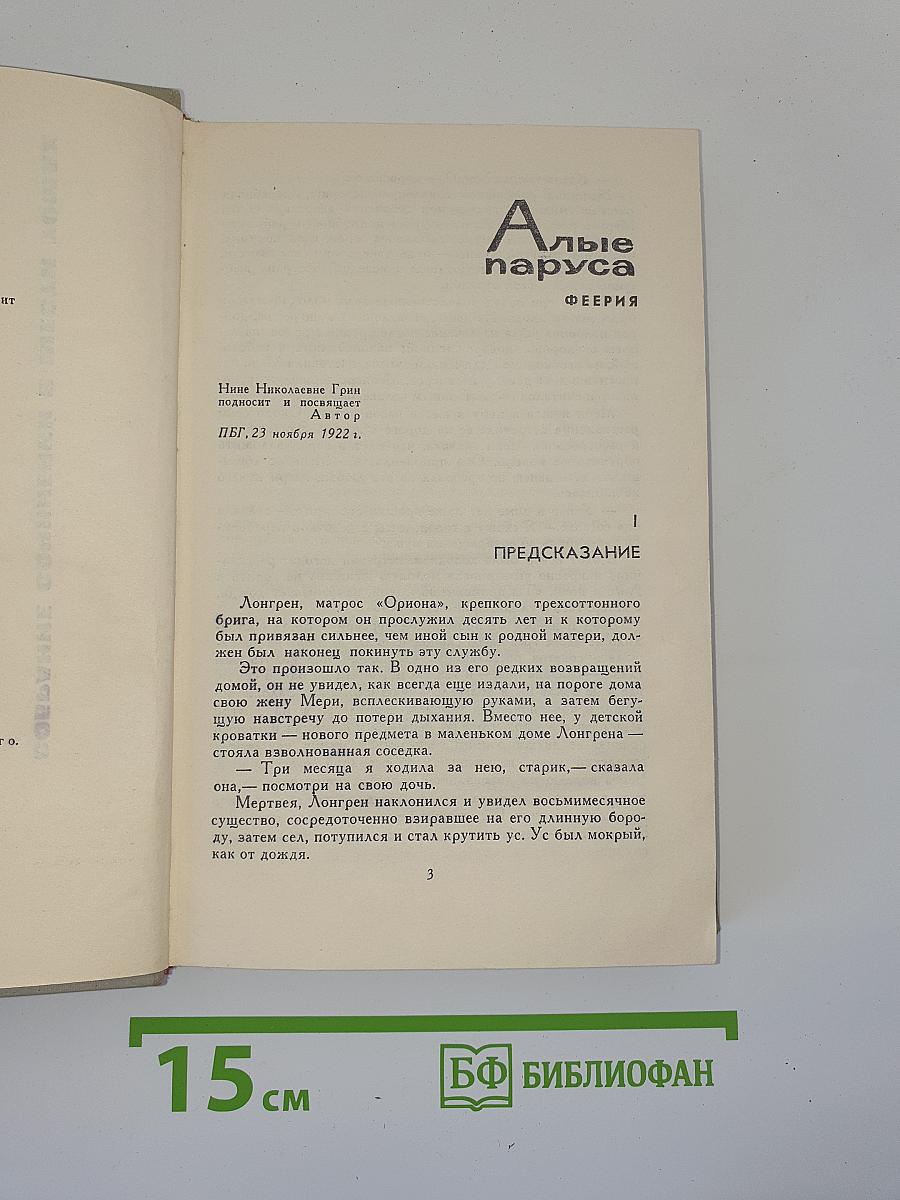 ит
го.
Алые
паруса
ФЕЕРИЯ
Нине Николаевне Грин
подносит и посвящает
Автор
ПБГ, 23 ноября 1922 г.
I
ПРЕДСКАЗАНИЕ
Лонгрен, матрос «Ориона», крепкого трехсоттонного
брига, на котором он прослужил десять лет и к которому
был привязан сильнее, чем иной сын к родной матери, дол-
жен был наконец покинуть эту службу.
Это произошло так. В одно из его редких возвращений
домой, он не увидел, как всегда еще издали, на пороге дома
свою жену Мери, всплескивающую руками, а затем бегу-
щую навстречу до потери дыхания. Вместо нее, у детской
кроватки — нового предмета в маленьком доме Лонгрена —
стояла взволнованная соседка.
— Три месяца я ходила за нею, старик,— сказала
она,— посмотри на свою дочь.
Мертвея, Лонгрен наклонился и увидел восьмимесячное
существо, сосредоточенно взиравшее на его длинную боро-
ду, затем сел, потупился и стал крутить ус. Ус был мокрый,
как от дождя.
3
15 см
БФ БИБЛИОФАН